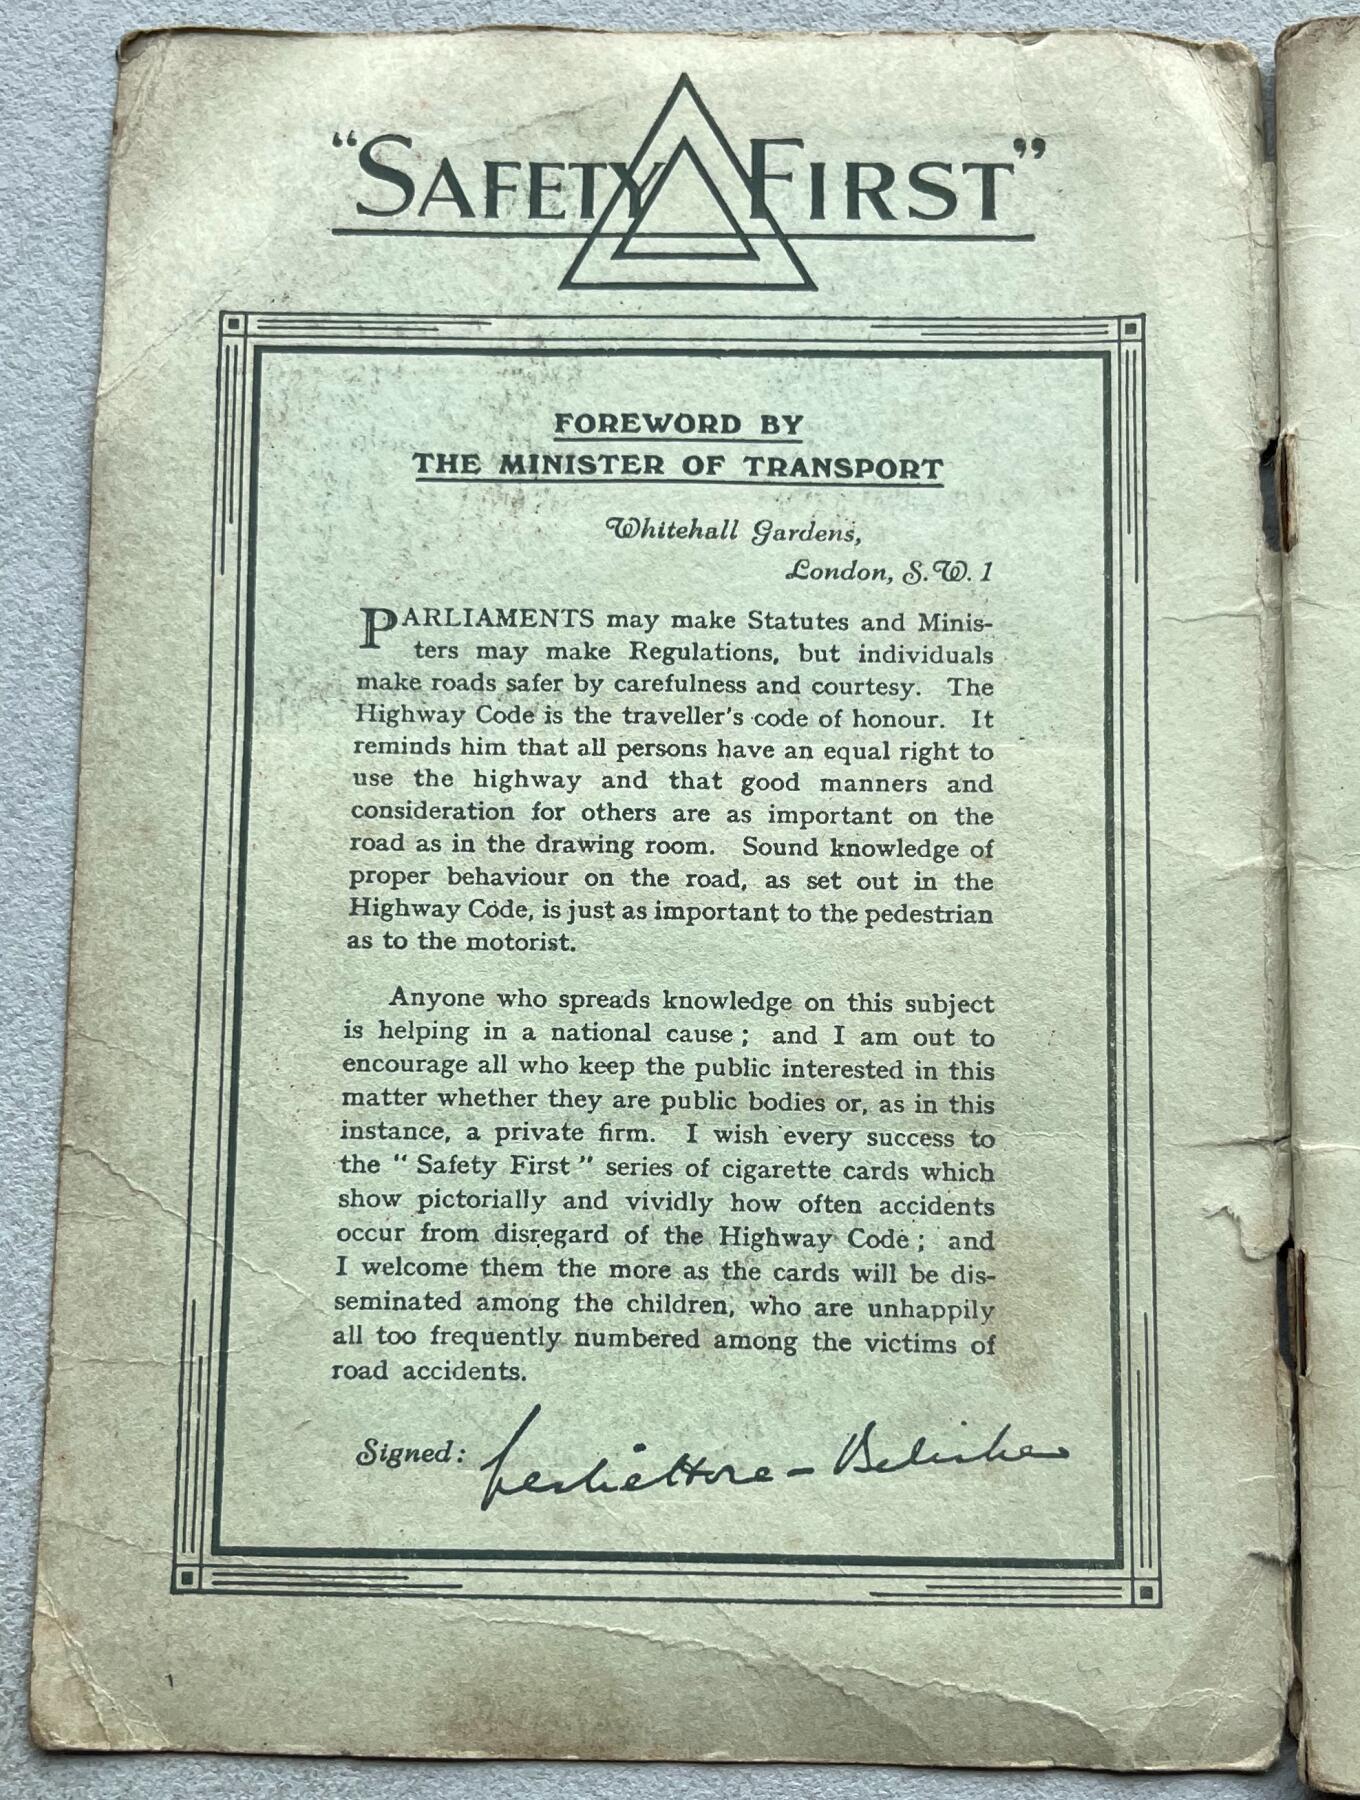 “SAFETY FIRST”
FOREWORD BY
THE MINISTER OF TRANSPORT
Whitehall Gardens,
London, S.W. 1
PARLIAMENTS may make Statutes and Minis-
ters may make Regulations, but individuals
make roads safer by carefulness and courtesy. The
Highway Code is the traveller's code of honour. It
reminds him that all persons have an equal right to
use the highway and that good manners and
consideration for others are as important on the
road as in the drawing room. Sound knowledge of
proper behaviour on the road, as set out in the
Highway Code, is just as important to the pedestrian
as to the motorist.
Anyone who spreads knowledge on this subject
is helping in a national cause ; and I am out to
encourage all who keep the public interested in this
matter whether they are public bodies or, as in this
instance, a private firm. I wish every success to
the “ Safety First ” series of cigarette cards which
show pictorially and vividly how often accidents
occur from disregard of the Highway Code ; and
I welcome them the more as the cards will be dis-
seminated among the children, who are unhappily
all too frequently numbered among the victims of
road accidents.
Signed: Leslie Hore-Belisha